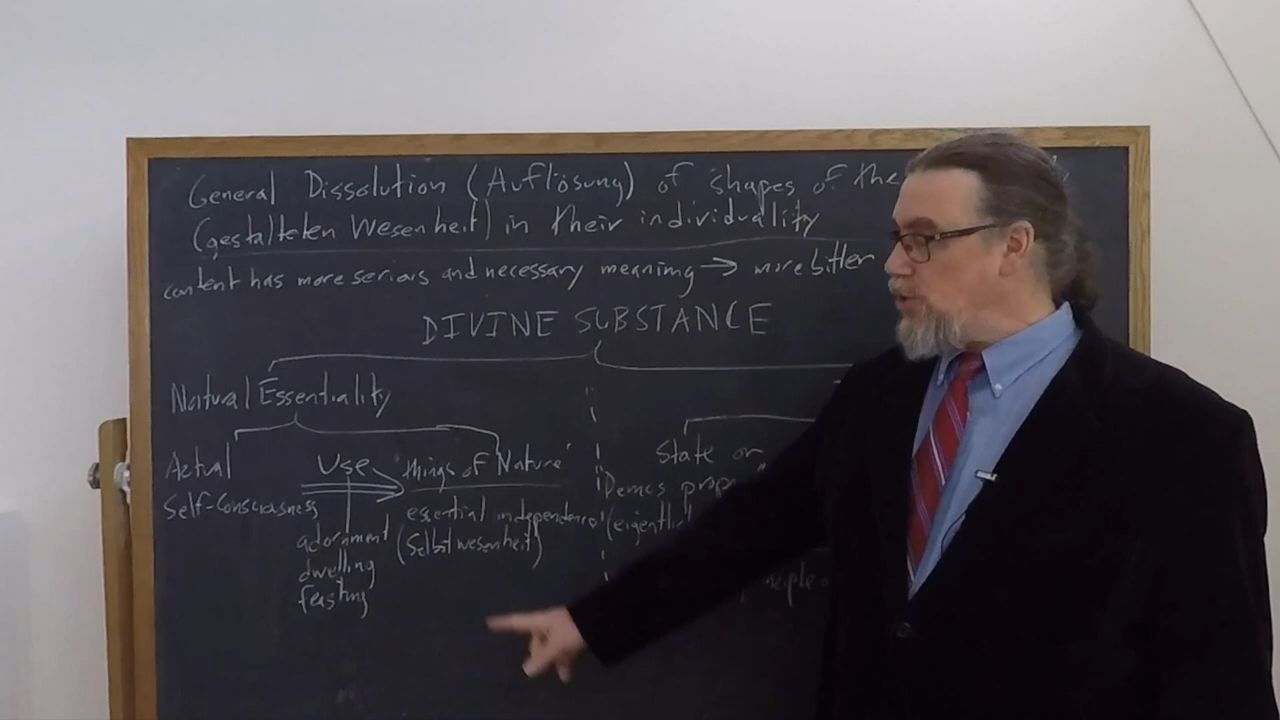 General Dissolution (Auflösung) of shapes of the
(gestalteten Wesenheit) in their individuality
content has more serious and necessary meaning → more bitter
DIVINE SUBSTANCE
Natural Essentiality
Actual Self-Consciousness
Use
adornment
dwelling
feasting
things of Nature
essential independence
(Selbstwesenheit)
State or
Demos